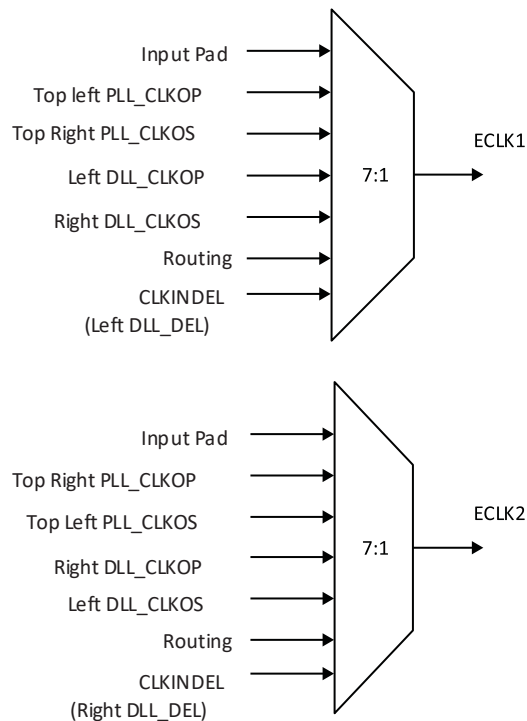 Input Pad
Top left PLL_CLKOP
Top Right PLL_CLKOS
Left DLL_CLKOP
Right DLL_CLKOS
Routing
CLKINDEL
(Left DLL_DEL)
7:1
ECLK1
Input Pad
Top Right PLL_CLKOP
Top Left PLL_CLKOS
Right DLL_CLKOP
Left DLL_CLKOS
Routing
CLKINDEL
(Right DLL_DEL)
7:1
ECLK2